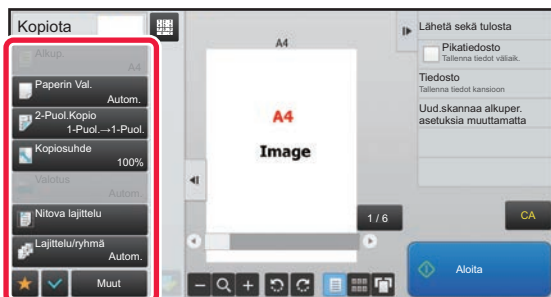 Kopiota
Alkup.
A4
Paperin Val.
Autom.
2-Puol.Kopio
1-Puol.→1-Puol.
Kopiosuhde
100%
Valotus
Autom.
Nitova lajittelu
Lajittelu/ryhmä
Autom.
Muut
A4
A4
Image
1 / 6
Lähetä sekä tulosta
Pikatiedosto
Tallenna tiedot väliaik.
Tiedosto
Tallenna tiedot kansioon
Uud.skannaa alkuper.
asetuksia muuttamatta
CA
Aloita